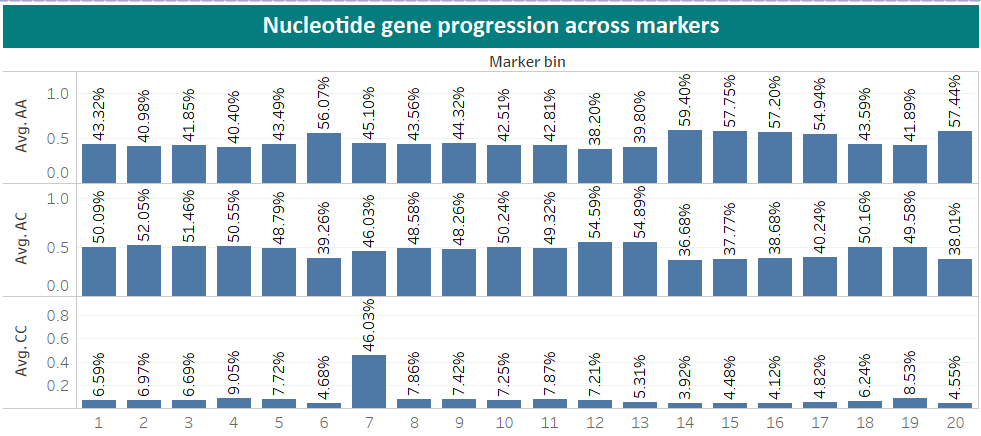 Nucleotide gene progression across markers
Marker bin
Avg. AA
1.0
0.5
0.0
43.32% 40.98% 41.85% 40.40% 43.49% 56.07% 45.10% 43.56% 44.32% 42.51% 42.81% 38.20% 39.80% 59.40% 57.75% 57.20% 54.94% 43.59% 41.89% 57.44%
Avg. AC
1.0
0.5
0.0
50.09% 52.05% 51.46% 50.55% 48.79% 39.26% 46.03% 48.58% 48.26% 50.24% 49.32% 54.59% 54.89% 36.68% 37.77% 38.68% 40.24% 50.16% 49.58% 38.01%
Avg. CC
0.8
0.6
0.4
0.2
6.59% 6.97% 6.69% 9.05% 7.72% 4.68% 46.03% 7.86% 7.42% 7.25% 7.87% 7.21% 5.31% 3.92% 4.48% 4.12% 4.82% 6.24% 8.53% 4.55%
1 2 3 4 5 6 7 8 9 10 11 12 13 14 15 16 17 18 19 20